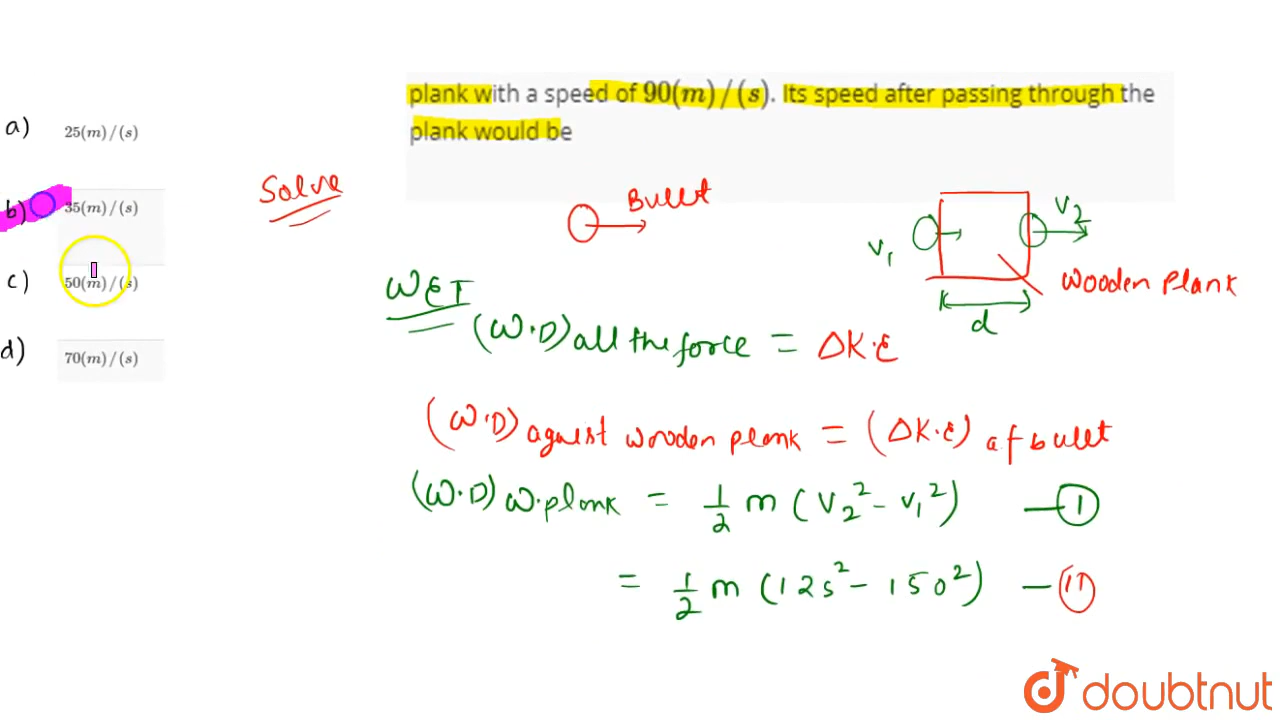 plank with a speed of 90(m)/(s). Its speed after passing through the
plank would be
a) 25(m)/(s)
b) 35(m)/(s)
c) 50(m)/(s)
d) 70(m)/(s)
Solve
Bullet
V1
V2
Wooden Plank
d
WET
(W.D) all the force = ΔK.E
(W.D) aganst wooden plank = (ΔK.E) of bullet
(W.D) W.plank = 1/2 m (V2² - V1²) — 1
= 1/2 m (125² - 150²) — 11
doubtnut